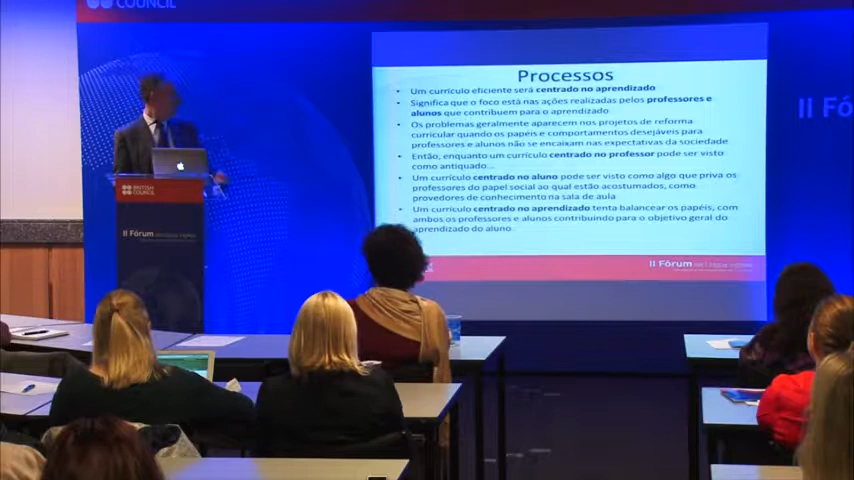 COUNCIL
Processos
• Um currículo eficiente será centrado no aprendizado
• Significa que o foco está nas ações realizadas pelos professores e
alunos que contribuem para o aprendizado.
• Os problemas geralmente aparecem nos projetos de reforma
curricular quando os papéis e comportamentos desejáveis para
professores e alunos não se encaixam nas expectativas da sociedade
• Então, enquanto um currículo centrado no professor pode ser visto
como antiquado...
• Um currículo centrado no aluno pode ser visto como algo que priva os
professores do papel social ao qual estão acostumados, como
provedores de conhecimento na sala de aula.
• Um currículo centrado no aprendizado tenta balancear os papéis, com
ambos os professores e alunos contribuindo para o objetivo geral do
aprendizado do aluno.
II Fórum
II Fó
BRITISH
COUNCIL
II Fórum